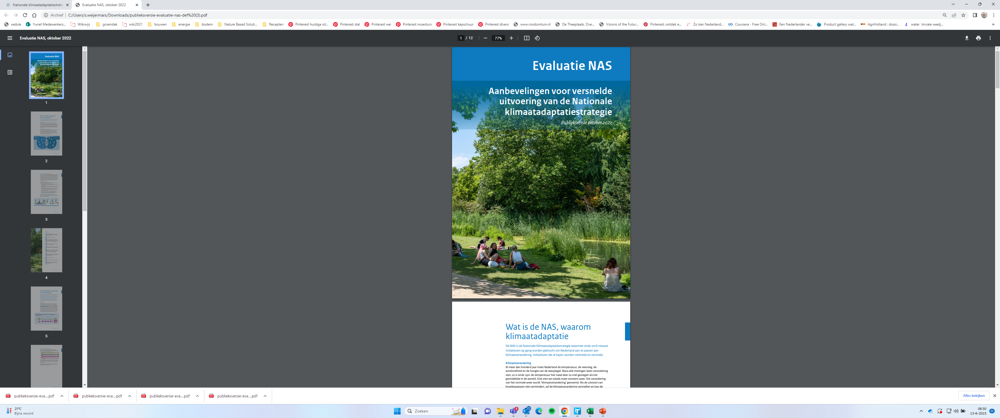 Nationale klimaatadaptatiestrate
Evaluatie NAS, oktober 2022
Archief
C:/Users/s.weijermars/Downloads/publieksversie-evaluatie-nas-def%20(3).pdf
xedule
Yunet Medewerkers...
Wikiwijs
groendak
wiki2021
bouwen
energie
bodem
Nature Based Soluti...
Recepten
Pinterest huidige sit...
Pinterest stal
Pinterest wei
Pinterest moestuin
Pinterest kapschuur
Pinterest divers
www.rondomtuin.nl
De Theeplaats, Ove...
Visions of the Futur...
Pinterest: ontdek e...
Zo kan Nederland...
Coursera - Free Onl...
Een Nederlander ve...
Product gallery wat...
AgriHolland : dossi...
water triviale weetj...
»
Evaluatie NAS, oktober 2022
1 / 12
77%
Evaluatie NAS
Aanbevelingen voor versnelde
uitvoering van de Nationale
klimaatadaptatiestrategie
1
2
3
4
5
Evaluatie NAS
Aanbevelingen voor versnelde
uitvoering van de Nationale
klimaatadaptatiestrategie
Publieksversie oktober 2022
Wat is de NAS, waarom
klimaatadaptatie
De NAS is de Nationale klimaatadaptatiestrategie waarmee sinds 2016 nieuwe
initiatieven op gang worden gebracht om Nederland aan te passen aan
klimaatverandering. Initiatieven die al lopen worden verbreed en versneld.
Klimaatverandering
Al meer dan honderd jaar meet Nederland de temperatuur, de neerslag, de
windsnelheid en de hoogte van de zeespiegel. Bijna alle metingen laten verandering
zien; zo is sinds 1901 de temperatuur hier twee keer zo snel gestegen als het
gemiddelde in de wereld. Ook zien we steeds meer extreem weer. Die verandering
van het normale weer wordt 'klimaatverandering' genoemd. Als de uitstoot van
broeikasgassen niet vermindert, zal de klimaatverandering versnellen en kan de
publieksversie-eva....pdf
publieksversie-eva....pdf
publieksversie-eva....pdf
publieksversie-eva....pdf
Alles bekijken
21°C
Bijna record
Zoeken
9
08:50
13-6-2023
22